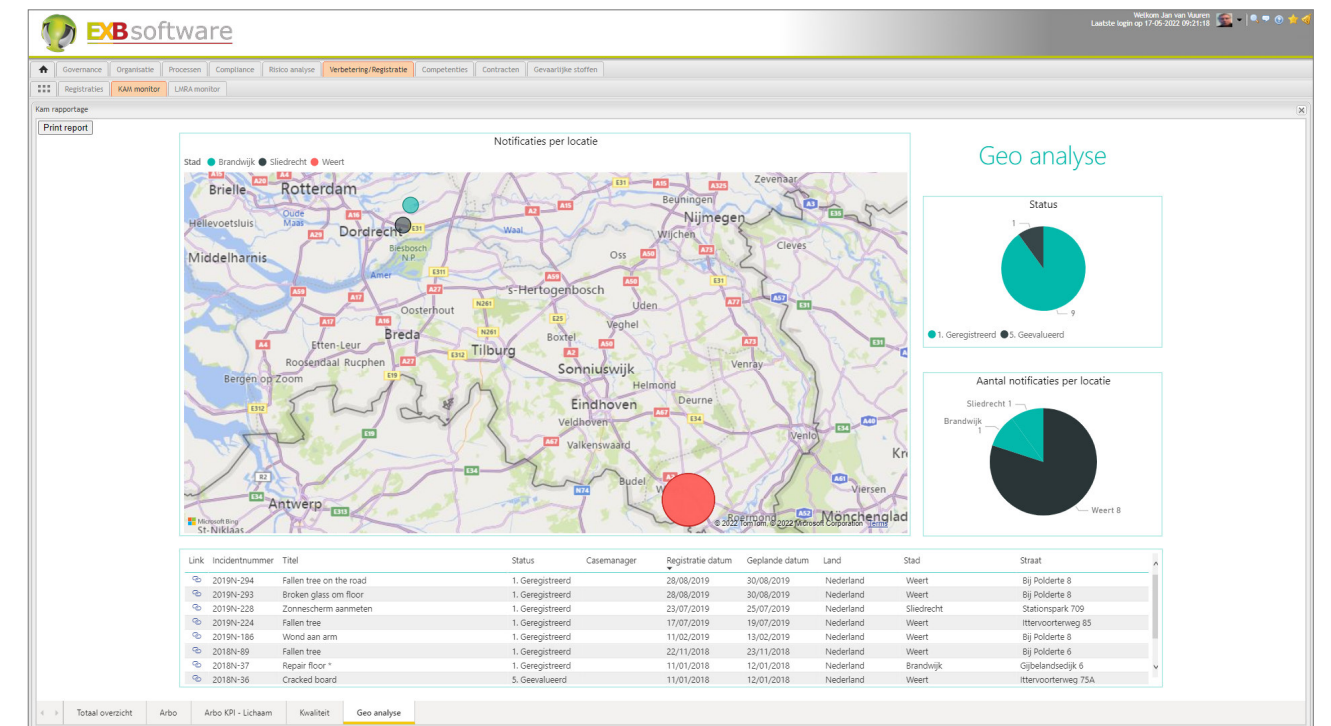 EXBsoftware
Welkom Jan van Vuuren
Laatste login op 17-05-2022 09:21:18
Governance Organisatie Processen Compliance Risico analyse Verbetering/Registratie Competenties Contracten Gevaarlijke stoffen
Registraties KAM monitor LMRA monitor
Kam rapportage
Print report
Notificaties per locatie
Stad Brandwijk Sliedrecht Weert
Brielle
Rotterdam
Zevenaar
Beuningen
Hellevoetsluis
Oude
Maas
Dordrecht
Waal
Nijmegen
Wijchen
Middelharnis
Biesbosch
N.P.
Oss
Cleves
Amer
's-Hertogenbosch
Oosterhout
Uden
Etten-Leur
Breda
Tilburg
Boxtel
Veghel
Roosendaal Rucphen
Venray
Bergen op Zoom
Sonniuswijk
Helmond
Eindhoven
Deurne
Veldhoven
Valkenswaard
Venlo
Budel
Viersen
Antwerp
Roermond
Mönchenglad
St-Niklaas
Microsoft Bing
© 2022 TomTom, © 2022 Microsoft Corporation Terms
Geo analyse
Status
1
9
1. Geregistreerd 5. Geevalueerd
Aantal notificaties per locatie
Sliedrecht 1
Brandwijk
1
Weert 8
Link Incidentnummer Titel Status Casemanager Registratie datum Geplande datum Land Stad Straat
2019N-294 Fallen tree on the road 1. Geregistreerd 28/08/2019 30/08/2019 Nederland Weert Bij Polderte 8
2019N-293 Broken glass om floor 1. Geregistreerd 28/08/2019 30/08/2019 Nederland Weert Bij Polderte 8
2019N-228 Zonnescherm aanmeten 1. Geregistreerd 23/07/2019 25/07/2019 Nederland Sliedrecht Stationspark 709
2019N-224 Fallen tree 1. Geregistreerd 17/07/2019 19/07/2019 Nederland Weert Ittervoorterweg 85
2019N-186 Wond aan arm 1. Geregistreerd 11/02/2019 13/02/2019 Nederland Weert Bij Polderte 8
2018N-89 Fallen tree 1. Geregistreerd 22/11/2018 23/11/2018 Nederland Weert Bij Polderte 6
2018N-37 Repair floor * 1. Geregistreerd 11/01/2018 12/01/2018 Nederland Brandwijk Gijbelandsedijk 6
2018N-36 Cracked board 5. Geevalueerd 11/01/2018 12/01/2018 Nederland Weert Ittervoorterweg 75A
Totaal overzicht Arbo Arbo KPI - Lichaam Kwaliteit Geo analyse